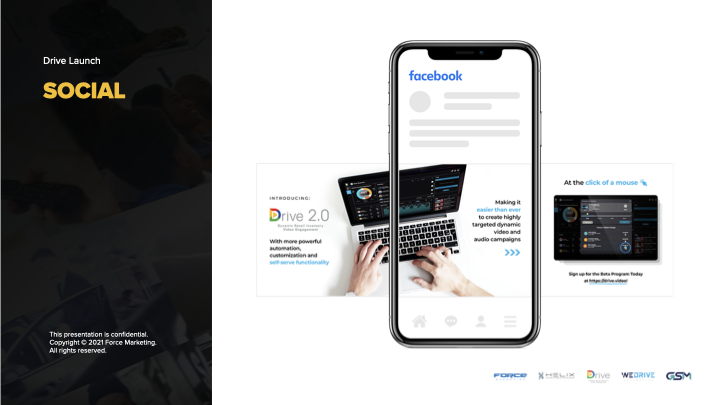 Drive Launch
SOCIAL
This presentation is confidential.
Copyright © 2021 Force Marketing.
All rights reserved.
facebook
INTRODUCING:
Drive 2.0
Dynamic Retail Inventory
Video Engagement
With more powerful
automation,
customization and
self-serve functionality
Making it
easier than ever
to create highly
targeted dynamic
video and
audio campaigns
At the click of a mouse
Sign up for the Beta Program Today
at https://drive.video/
FORCE
HELIX
Drive
WEDRIVE
GSM